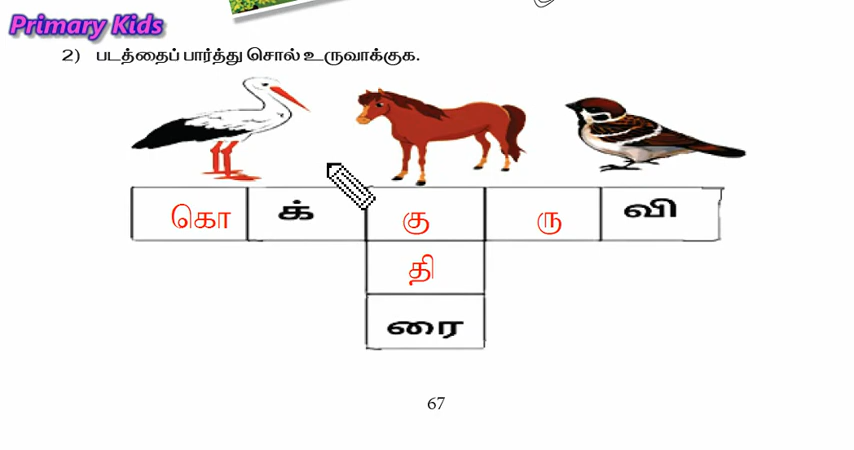 Primary Kids
2) படத்தைப் பார்த்து சொல் உருவாக்குக.
கொ க் கு ரு வி
தி
ரை
67